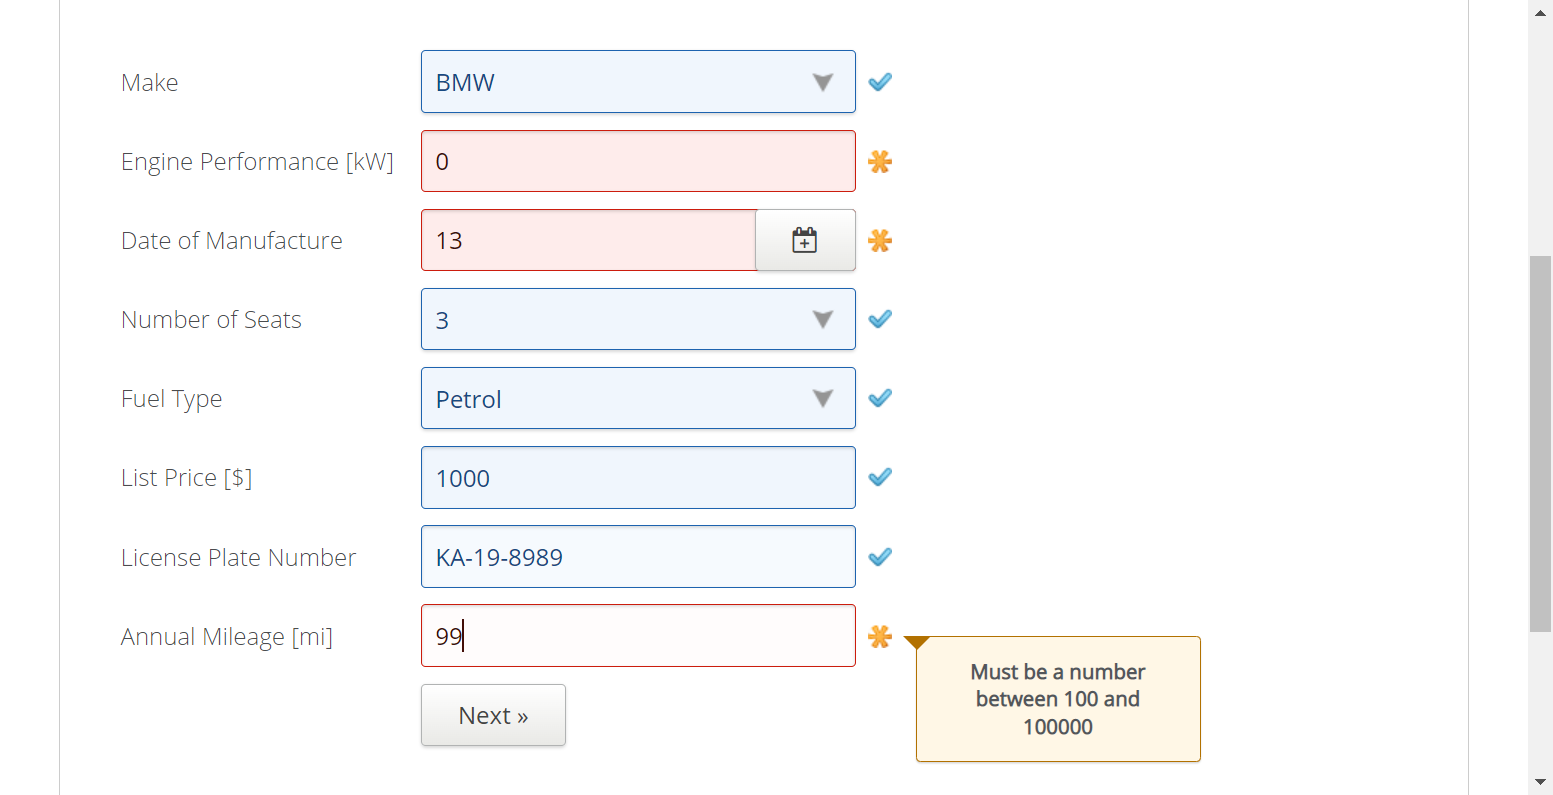 Make
BMW
Engine Performance [kW]
0
Date of Manufacture
13
Number of Seats
3
Fuel Type
Petrol
List Price [$]
1000
License Plate Number
KA-19-8989
Annual Mileage [mi]
99
Must be a number
between 100 and
100000
Next »